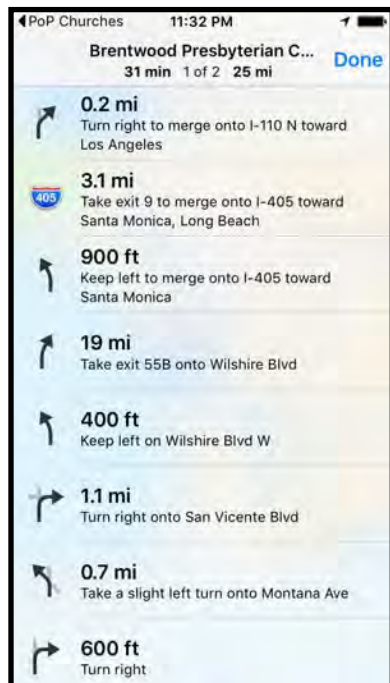 PoP Churches 11:32 PM
Brentwood Presbyterian C...
31 min 1 of 2 25 mi
Done
0.2 mi
Turn right to merge onto I-110 N toward
Los Angeles
405
3.1 mi
Take exit 9 to merge onto I-405 toward
Santa Monica, Long Beach
900 ft
Keep left to merge onto I-405 toward
Santa Monica
19 mi
Take exit 55B onto Wilshire Blvd
400 ft
Keep left on Wilshire Blvd W
1.1 mi
Turn right onto San Vicente Blvd
0.7 mi
Take a slight left turn onto Montana Ave
600 ft
Turn right